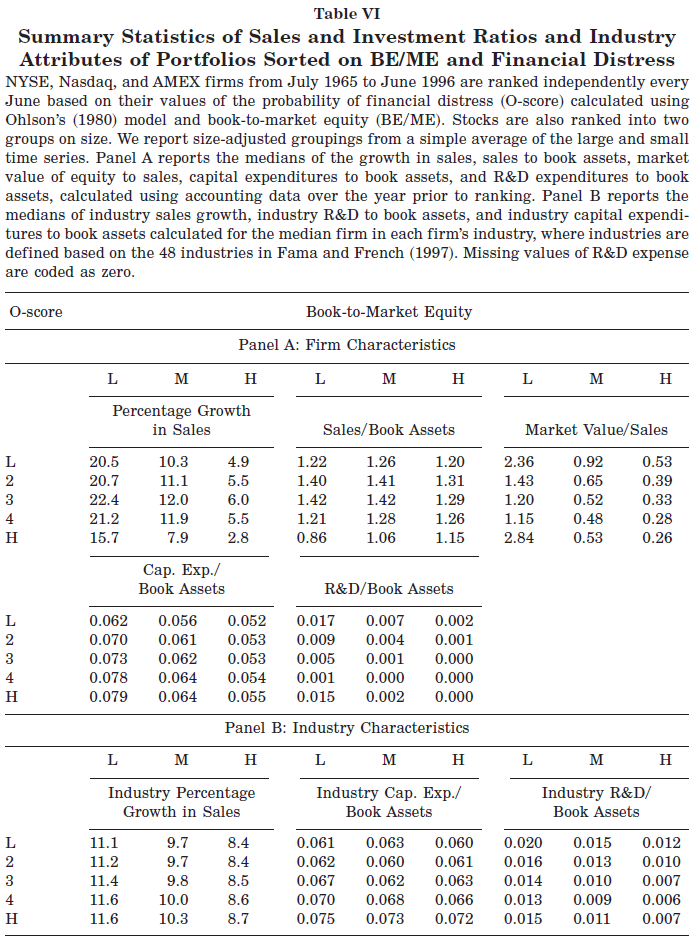 Table VI
Summary Statistics of Sales and Investment Ratios and Industry
Attributes of Portfolios Sorted on BE/ME and Financial Distress
NYSE, Nasdaq, and AMEX firms from July 1965 to June 1996 are ranked independently every
June based on their values of the probability of financial distress (O-score) calculated using
Ohlson's (1980) model and book-to-market equity (BE/ME). Stocks are also ranked into two
groups on size. We report size-adjusted groupings from a simple average of the large and small
time series. Panel A reports the medians of the growth in sales, sales to book assets, market
value of equity to sales, capital expenditures to book assets, and R&D expenditures to book
assets, calculated using accounting data over the year prior to ranking. Panel B reports the
medians of industry sales growth, industry R&D to book assets, and industry capital expendi-
tures to book assets calculated for the median firm in each firm's industry, where industries are
defined based on the 48 industries in Fama and French (1997). Missing values of R&D expense
are coded as zero.
O-score Book-to-Market Equity
Panel A: Firm Characteristics
L M H L M H L M H
Percentage Growth
in Sales Sales/Book Assets Market Value/Sales
L 20.5 10.3 4.9 1.22 1.26 1.20 2.36 0.92 0.53
2 20.7 11.1 5.5 1.40 1.41 1.31 1.43 0.65 0.39
3 22.4 12.0 6.0 1.42 1.42 1.29 1.20 0.52 0.33
4 21.2 11.9 5.5 1.21 1.28 1.26 1.15 0.48 0.28
H 15.7 7.9 2.8 0.86 1.06 1.15 2.84 0.53 0.26
Cap. Exp./
Book Assets R&D/Book Assets
L 0.062 0.056 0.052 0.017 0.007 0.002
2 0.070 0.061 0.053 0.009 0.004 0.001
3 0.073 0.062 0.053 0.005 0.001 0.000
4 0.078 0.064 0.054 0.001 0.000 0.000
H 0.079 0.064 0.055 0.015 0.002 0.000
Panel B: Industry Characteristics
L M H L M H L M H
Industry Percentage Industry Cap. Exp./ Industry R&D/
Growth in Sales Book Assets Book Assets
L 11.1 9.7 8.4 0.061 0.063 0.060 0.020 0.015 0.012
2 11.2 9.7 8.4 0.062 0.060 0.061 0.016 0.013 0.010
3 11.4 9.8 8.5 0.067 0.062 0.063 0.014 0.010 0.007
4 11.6 10.0 8.6 0.070 0.068 0.066 0.013 0.009 0.006
H 11.6 10.3 8.7 0.075 0.073 0.072 0.015 0.011 0.007